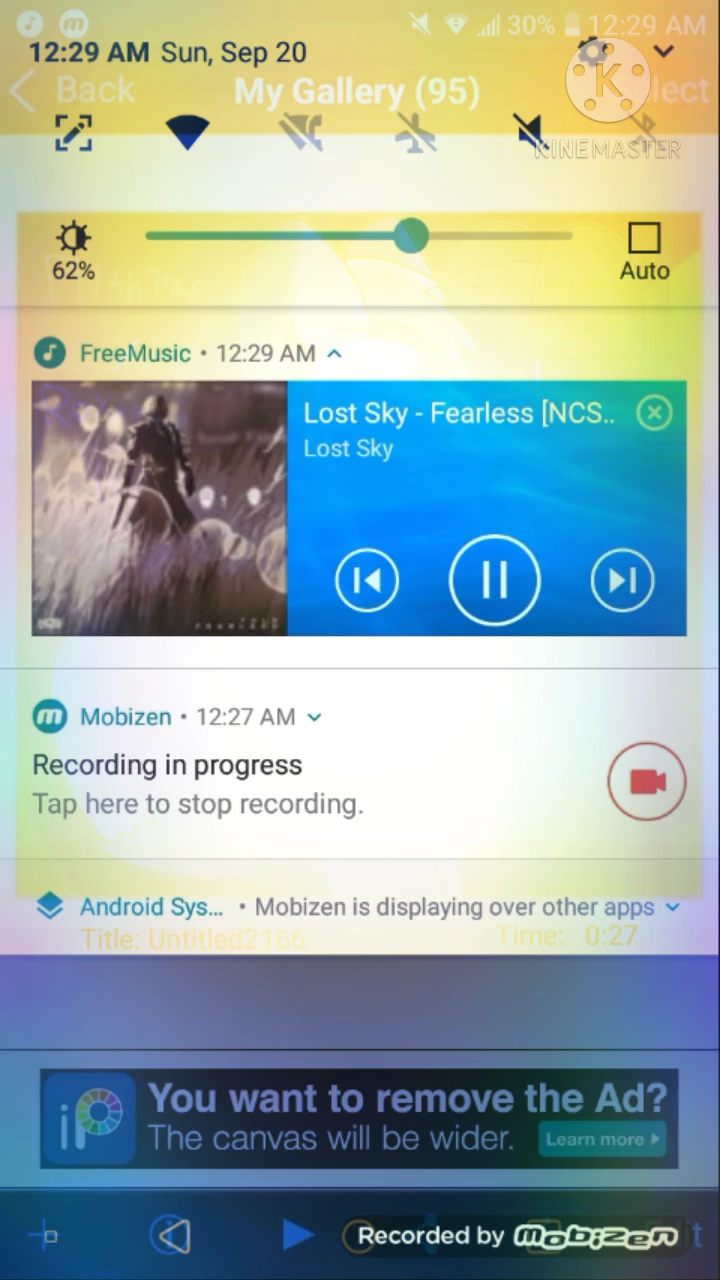 30% 12:29 AM
12:29 AM Sun, Sep 20
Back My Gallery (95) Select
K
KINEMASTER
62%
Auto
FreeMusic • 12:29 AM
Lost Sky - Fearless [NCS..
Lost Sky
Mobizen • 12:27 AM
Recording in progress
Tap here to stop recording.
Android Sys... • Mobizen is displaying over other apps
Title: Untitled2166 Time: 0:27
iP
You want to remove the Ad?
The canvas will be wider.
Learn more
Recorded by mobizen